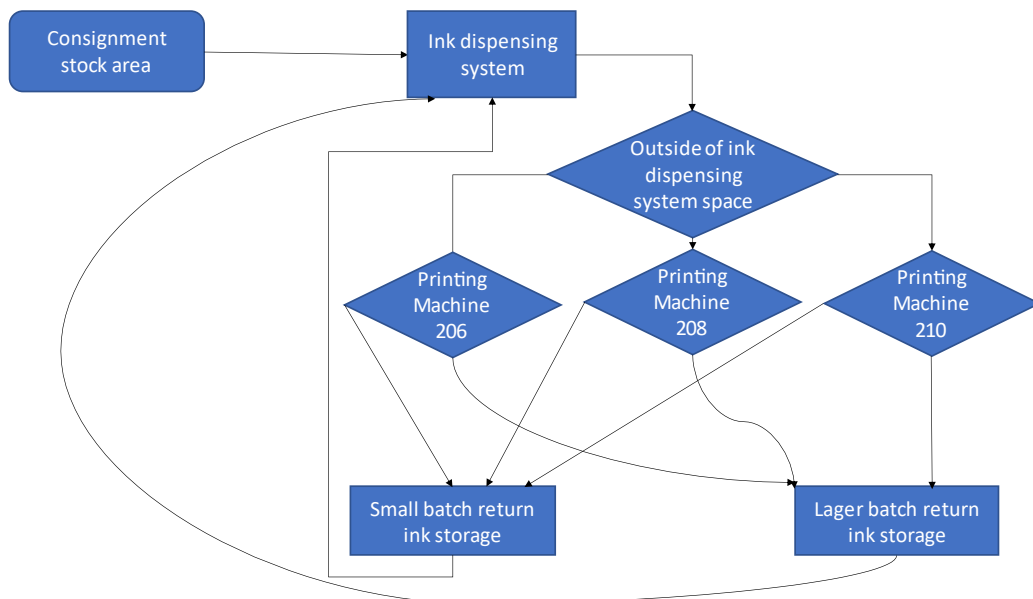 Consignment
stock area
Ink dispensing
system
Outside of ink
dispensing
system space
Printing
Machine
206
Printing
Machine
208
Printing
Machine
210
Small batch return
ink storage
Lager batch return
ink storage